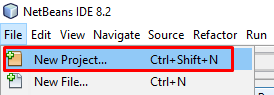 NetBeans IDE 8.2
File Edit View Navigate Source Refactor Run
New Project... Ctrl+Shift+N
New File... Ctrl+N